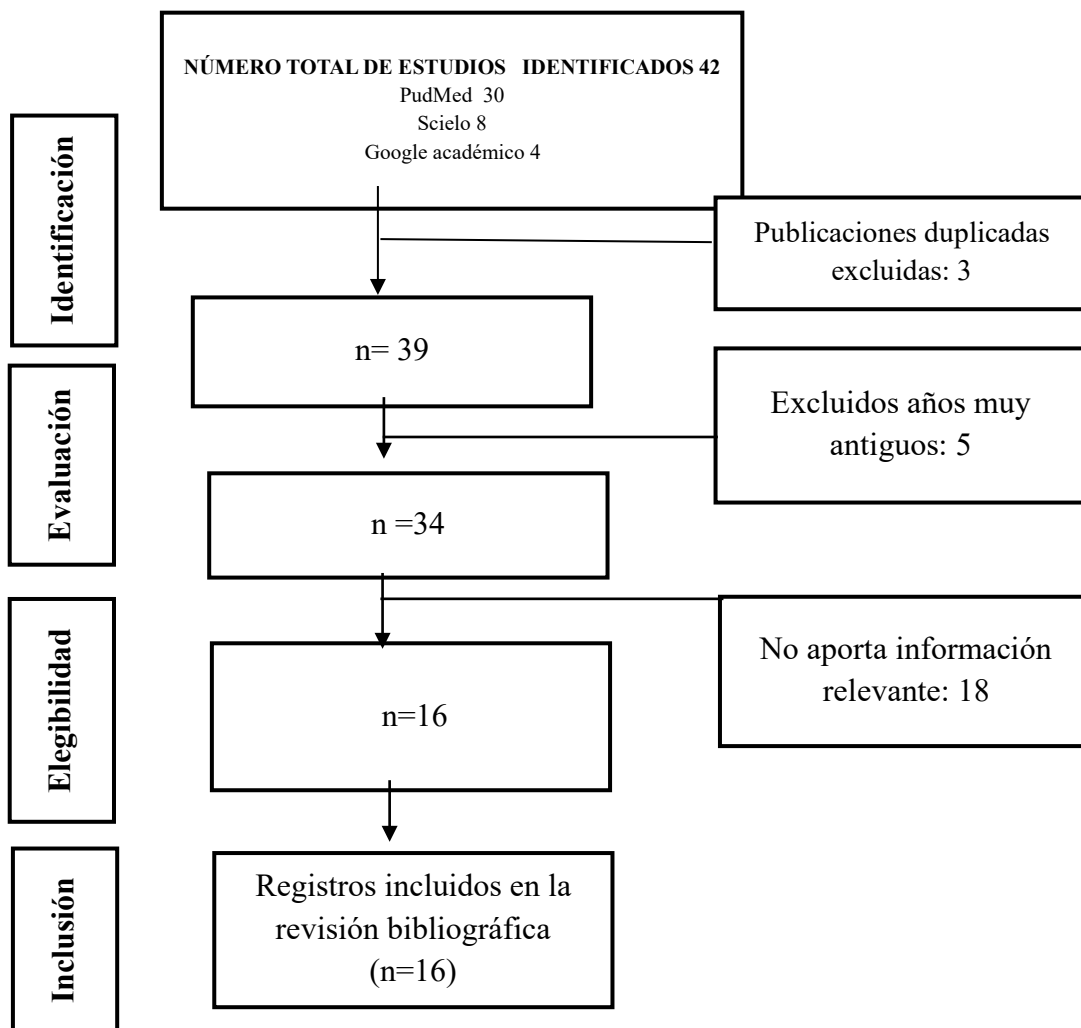 NÚMERO TOTAL DE ESTUDIOS IDENTIFICADOS 42
PudMed 30
Scielo 8
Google académico 4
Identificación
Publicaciones duplicadas
excluidas: 3
n= 39
Evaluación
Excluidos años muy
antiguos: 5
n =34
Elegibilidad
No aporta información
relevante: 18
n=16
Inclusión
Registros incluidos en la
revisión bibliográfica
(n=16)